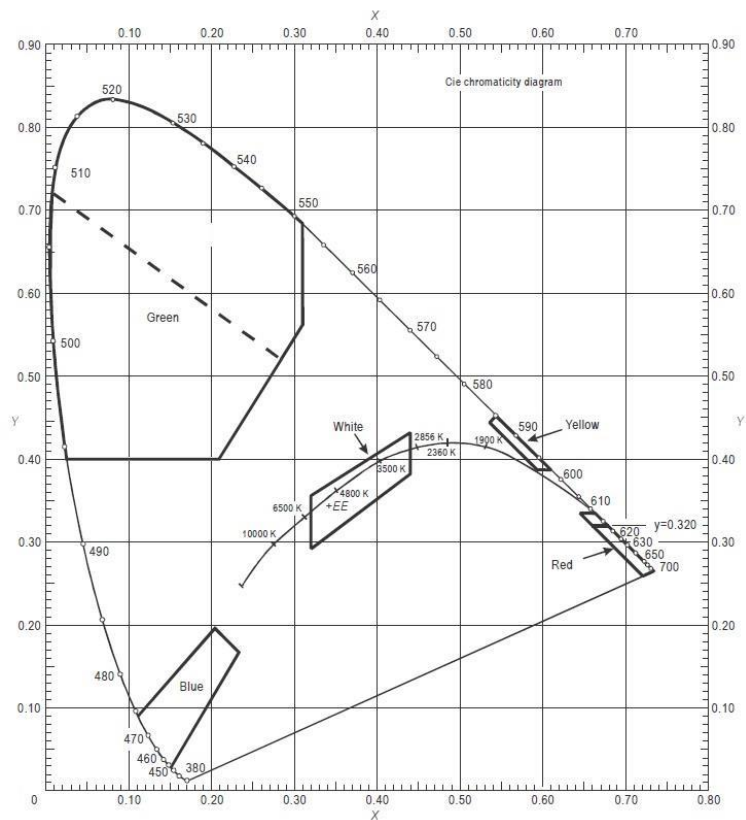 X
0.10 0.20 0.30 0.40 0.50 0.60 0.70
0.90 0.80 0.90
Cie chromaticity diagram
520
0.80 530 0.80
540
510
550
0.70 0.70
560
0.60 0.60
Green 570
500
0.50 0.50
580
Y Y
White 590 Yellow
2856 K
1900 K
2360 K
0.40 0.40
3500 K
600
4800 K
+EE
6500 K
610
10000 K
y=0.320
620
0.30 630 0.30
490
Red 650
700
0.20 0.20
480
Blue
0.10 0.10
470
460
450 380
0 0.10 0.20 0.30 0.40 0.50 0.60 0.70 0.80
X